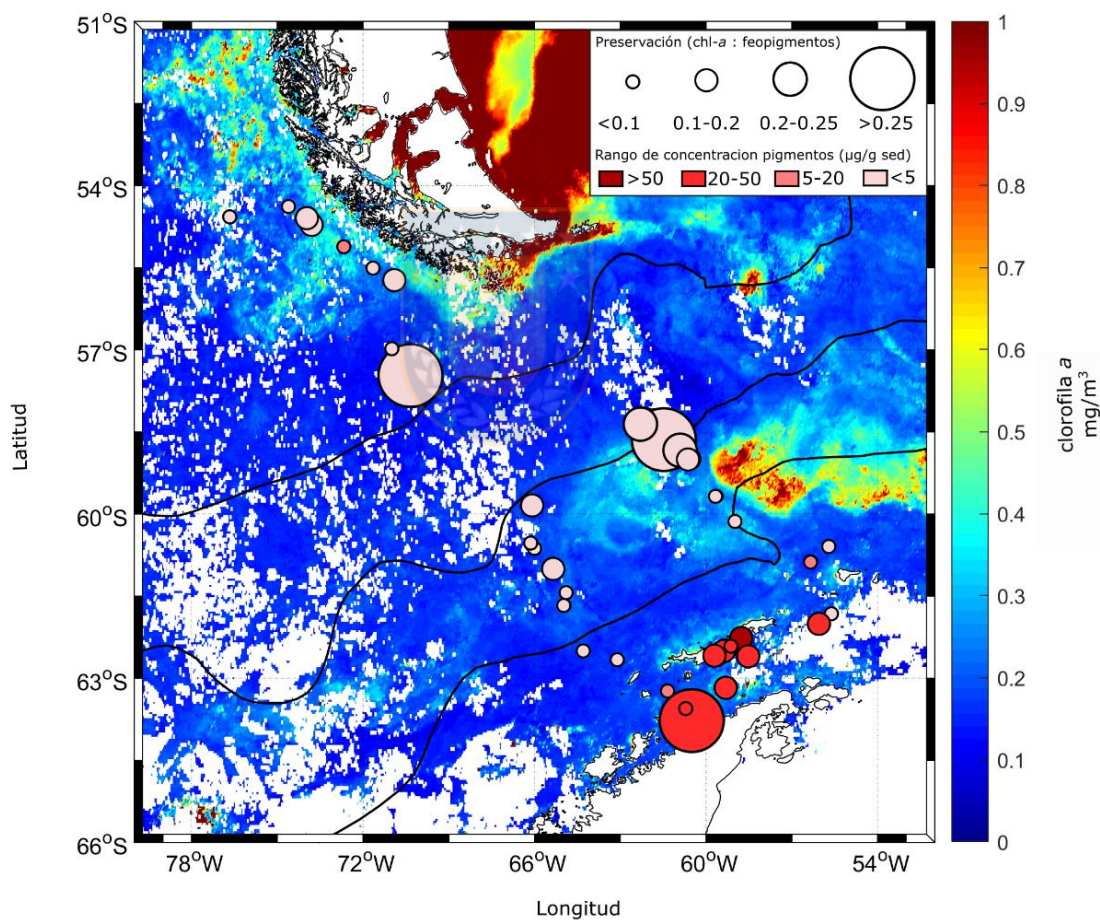 51°S
54°S
57°S
60°S
63°S
66°S
Latitud
78°W
72°W
66°W
60°W
54°W
Longitud
Preservación (chl-a : feopigmentos)
<0.1 0.1-0.2 0.2-0.25 >0.25
Rango de concentracion pigmentos (µg/g sed)
>50 20-50 5-20 <5
1
0.9
0.8
0.7
0.6
0.5
0.4
0.3
0.2
0.1
0
clorofila a
mg/m³